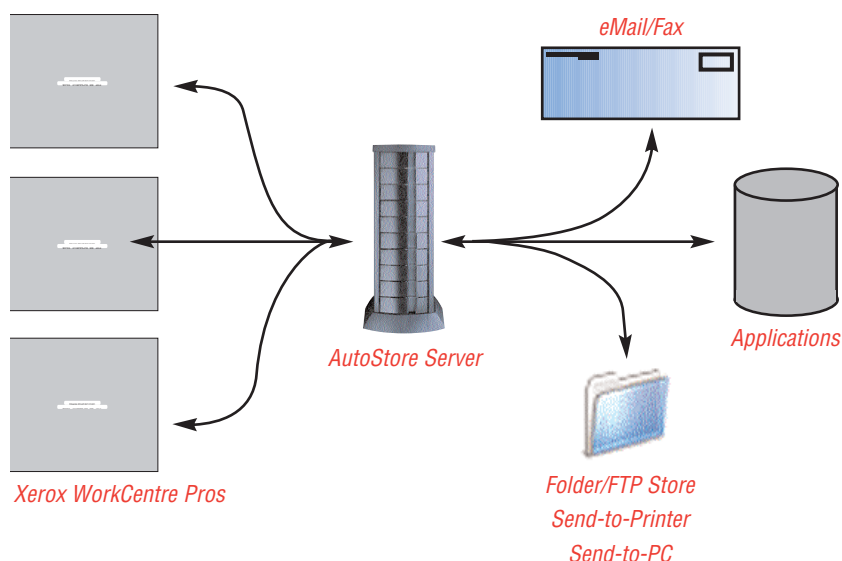 eMail/Fax
AutoStore Server
Applications
Xerox WorkCentre Pros
Folder/FTP Store
Send-to-Printer
Send-to-PC